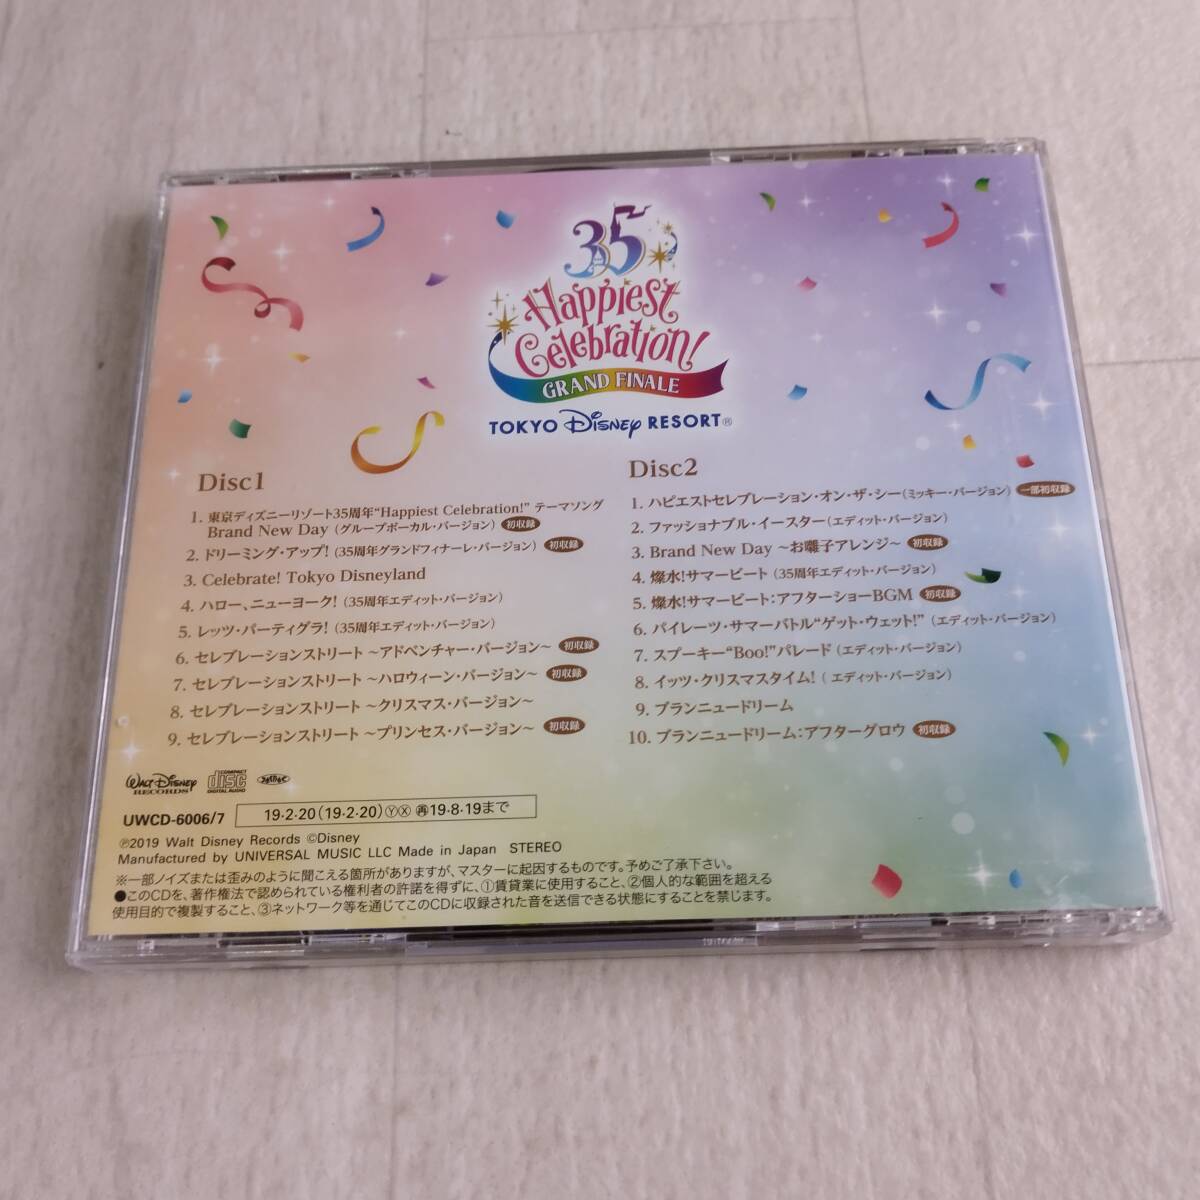 35
Happiest
Celebration!
GRAND FINALE
TOKYO Disney RESORT®
Disc1
1. 東京ディズニーリゾート35周年“Happiest Celebration!” テーマソング
Brand New Day (グループボーカル・バージョン) 初収録
2. ドリーミング・アップ! (35周年グランドフィナーレ・バージョン) 初収録
3. Celebrate! Tokyo Disneyland
4. ハロー、ニューヨーク! (35周年エディット・バージョン)
5. レッツ・パーティグラ! (35周年エディット・バージョン)
6. セレブレーションストリート ~アドベンチャー・バージョン~ 初収録
7. セレブレーションストリート ~ハロウィーン・バージョン~ 初収録
8. セレブレーションストリート ~クリスマス・バージョン~
9. セレブレーションストリート ~プリンセス・バージョン~ 初収録
Disc2
1. ハピエストセレブレーション・オン・ザ・シー (ミッキー・バージョン) 一部初収録
2. ファッショナブル・イースター (エディット・バージョン)
3. Brand New Day ~お囃子アレンジ~ 初収録
4. 燦水!サマービート (35周年エディット・バージョン)
5. 燦水!サマービート:アフターショーBGM 初収録
6. パイレーツ・サマーバトル“ゲット・ウェット!” (エディット・バージョン)
7. スプーキー“Boo!”パレード (エディット・バージョン)
8. イッツ・クリスマスタイム! ( エディット・バージョン)
9. ブランニュードリーム
10. ブランニュードリーム:アフターグロウ 初収録
WALT DISNEY
RECORDS
COMPACT
disc
DIGITAL AUDIO
UWCD-6006/7
19·2·20(19·2·20)ⓎⓍ ㊢19·8·19まで
℗2019 Walt Disney Records ©Disney
Manufactured by UNIVERSAL MUSIC LLC Made in Japan STEREO
※一部ノイズまたは歪みのように聞こえる箇所がありますが、マスターに起因するものです。予めご了承下さい。
●このCDを、著作権法で認められている権利者の許諾を得ずに、①賃貸業に使用すること、②個人的な範囲を超える
使用目的で複製すること、③ネットワーク等を通じてこのCDに収録された音を送信できる状態にすることを禁じます。